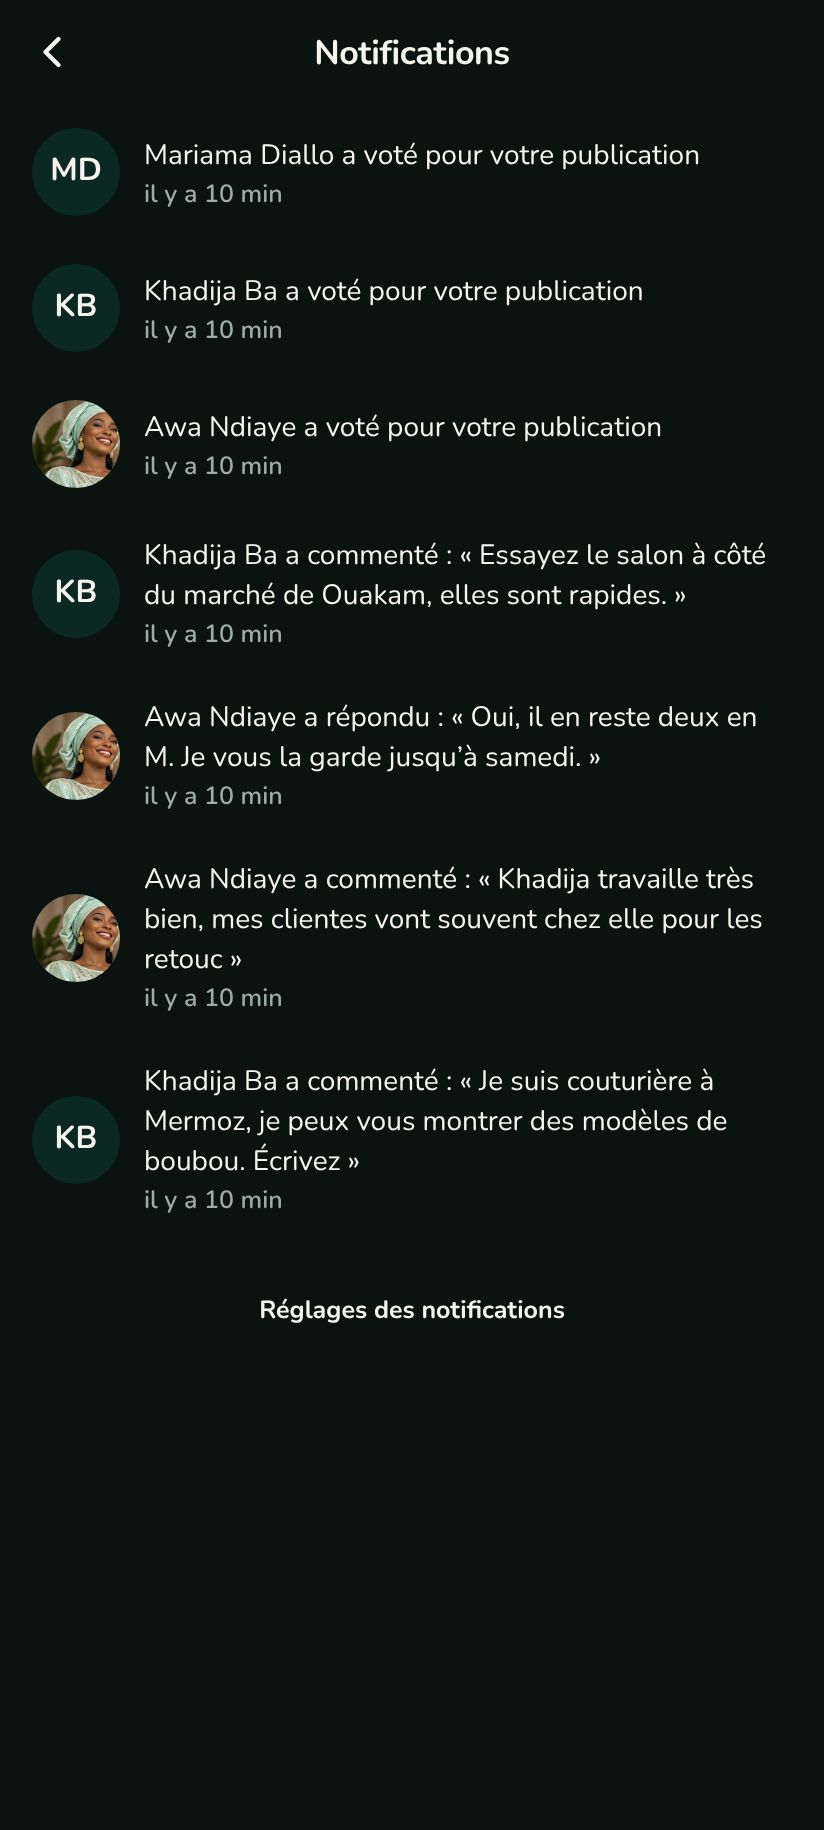 Notifications
MD
Mariama Diallo a voté pour votre publication
il y a 10 min
KB
Khadija Ba a voté pour votre publication
il y a 10 min
Awa Ndiaye a voté pour votre publication
il y a 10 min
KB
Khadija Ba a commenté : « Essayez le salon à côté
du marché de Ouakam, elles sont rapides. »
il y a 10 min
Awa Ndiaye a répondu : « Oui, il en reste deux en
M. Je vous la garde jusqu’à samedi. »
il y a 10 min
Awa Ndiaye a commenté : « Khadija travaille très
bien, mes clientes vont souvent chez elle pour les
retouc »
il y a 10 min
KB
Khadija Ba a commenté : « Je suis couturière à
Mermoz, je peux vous montrer des modèles de
boubou. Écrivez »
il y a 10 min
Réglages des notifications